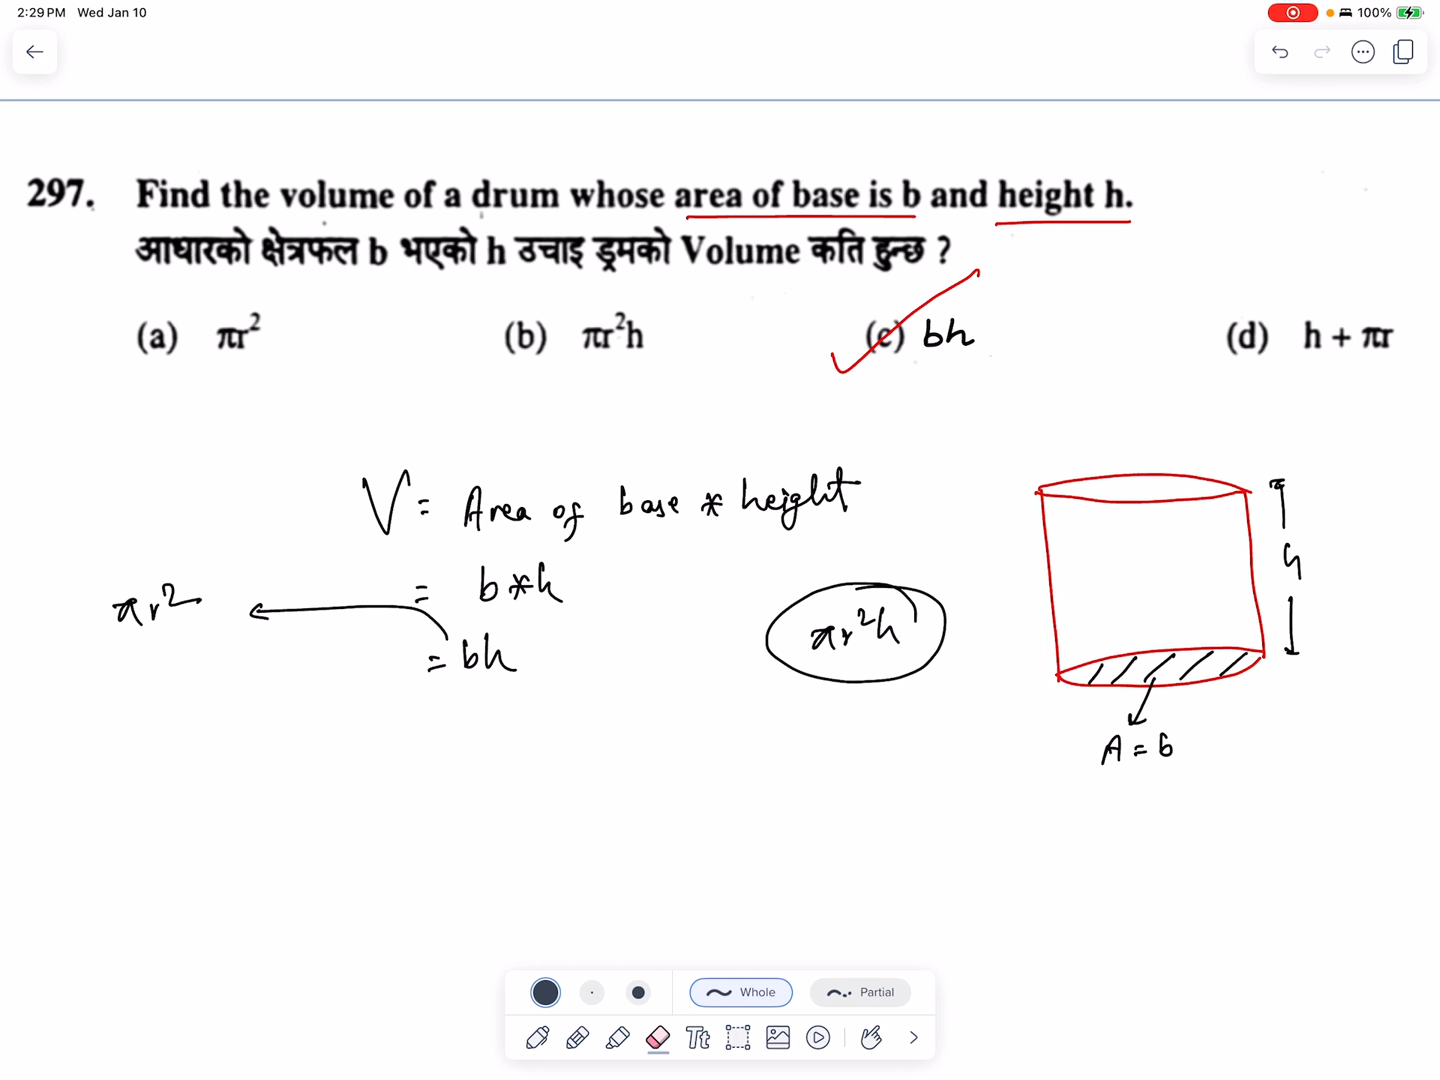 2:29 PM Wed Jan 10
100%
297. Find the volume of a drum whose area of base is b and height h.
आधारको क्षेत्रफल b भएको h उचाइ ड्रमको Volume कति हुन्छ ?
(a) πr² (b) πr²h (c) bh (d) h + πr
V = Area of base * height
= b*h
πr²
= bh
πr²h
h
A = b
Whole Partial
Tt